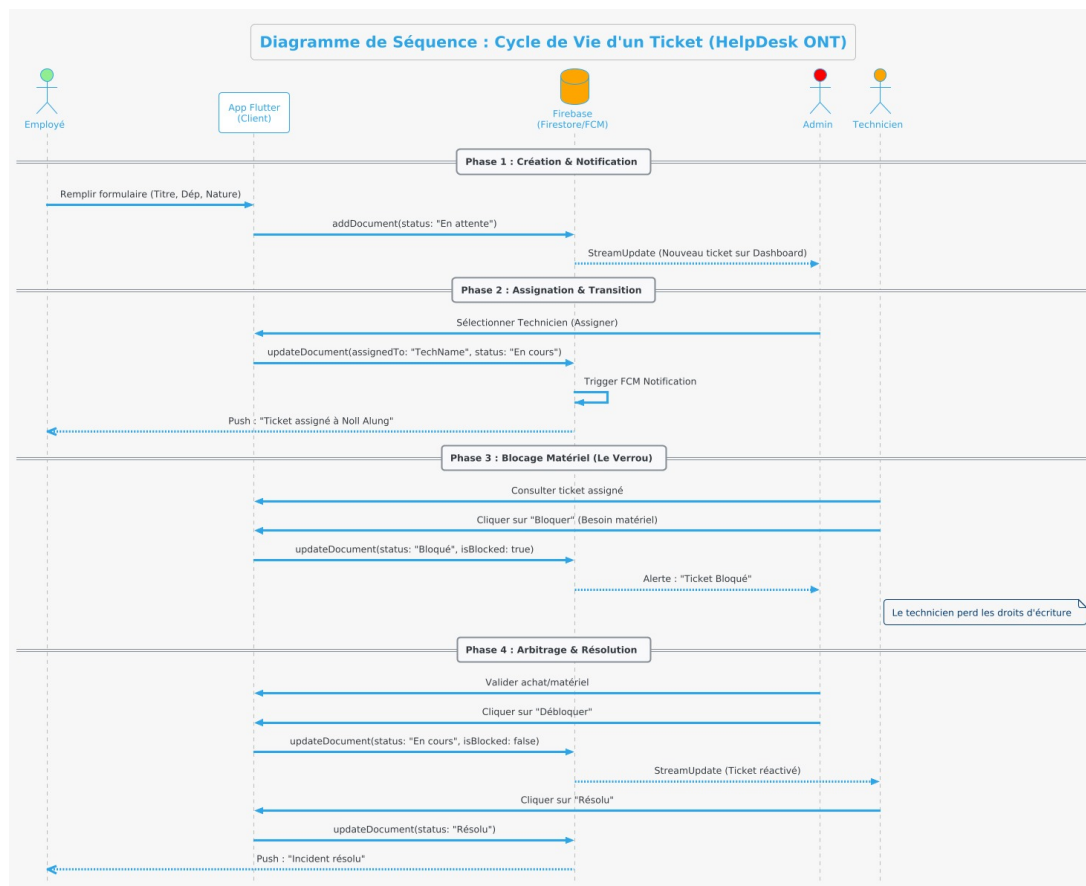 Diagramme de Séquence : Cycle de Vie d'un Ticket (HelpDesk ONT)
Employé
App Flutter
(Client)
Firebase
(Firestore/FCM)
Admin
Technicien
Phase 1 : Création & Notification
Remplir formulaire (Titre, Dép, Nature)
addDocument(status: "En attente")
StreamUpdate (Nouveau ticket sur Dashboard)
Phase 2 : Assignation & Transition
Sélectionner Technicien (Assigner)
updateDocument(assignedTo: "TechName", status: "En cours")
Trigger FCM Notification
Push : "Ticket assigné à Noll Alung"
Phase 3 : Blocage Matériel (Le Verrou)
Consulter ticket assigné
Cliquer sur "Bloquer" (Besoin matériel)
updateDocument(status: "Bloqué", isBlocked: true)
Alerte : "Ticket Bloqué"
Le technicien perd les droits d'écriture
Phase 4 : Arbitrage & Résolution
Valider achat/matériel
Cliquer sur "Débloquer"
updateDocument(status: "En cours", isBlocked: false)
StreamUpdate (Ticket réactivé)
Cliquer sur "Résolu"
updateDocument(status: "Résolu")
Push : "Incident résolu"